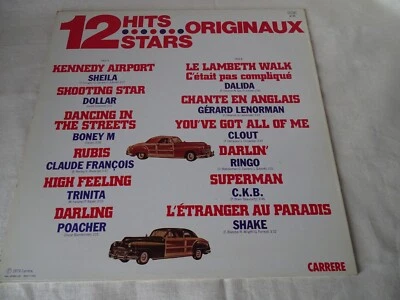 12 HITS
STARS
ORIGINAUX
KENNEDY AIRPORT
SHEILA
SHOOTING STAR
DOLLAR
DANCING IN
THE STREETS
BONEY M
RUBIS
CLAUDE FRANÇOIS
HIGH FEELING
TRINITA
DARLING
POACHER
LE LAMBETH WALK
C'était pas compliqué
DALIDA
CHANTE EN ANGLAIS
GÉRARD LENORMAN
YOU'VE GOT ALL OF ME
CLOUT
DARLIN'
RINGO
SUPERMAN
C.K.B.
L'ÉTRANGER AU PARADIS
SHAKE
CARRERE